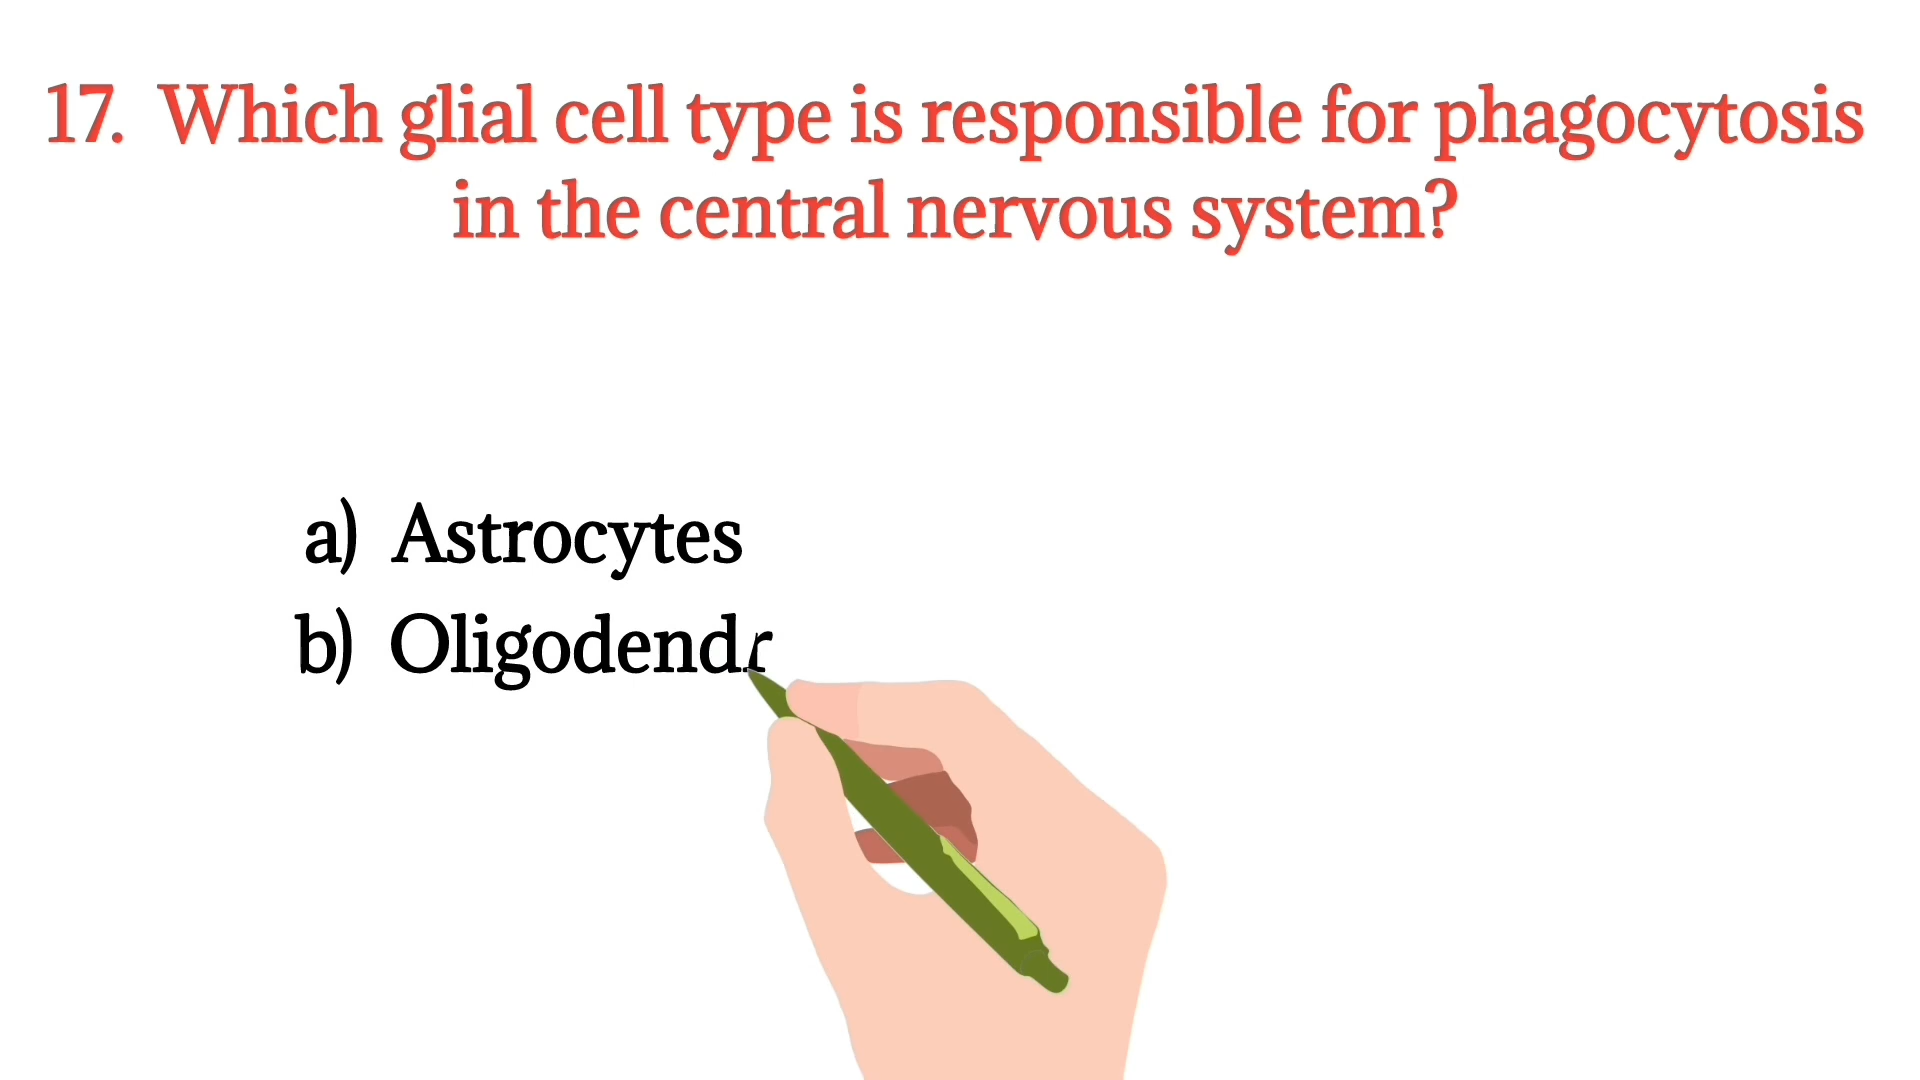 17. Which glial cell type is responsible for phagocytosis
in the central nervous system?
a) Astrocytes
b) Oligodendr